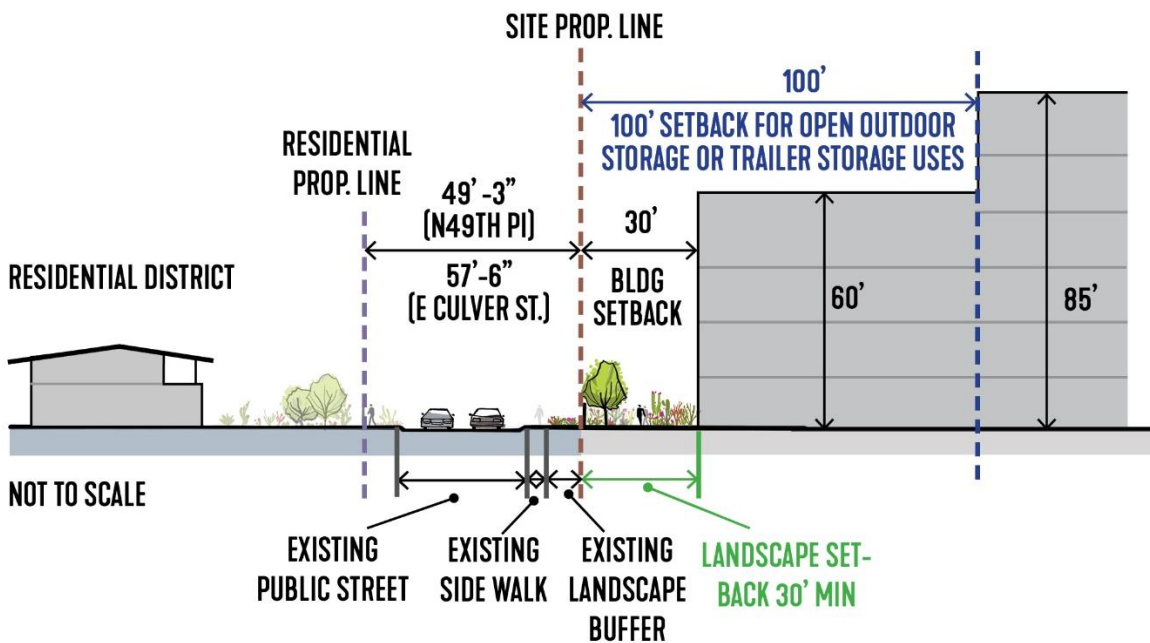 SITE PROP. LINE
100’
100’ SETBACK FOR OPEN OUTDOOR
STORAGE OR TRAILER STORAGE USES
RESIDENTIAL
PROP. LINE
49’ -3”
(N49TH Pl)
57’-6”
(E CULVER ST.)
30’
BLDG
SETBACK
RESIDENTIAL DISTRICT
60’
85’
NOT TO SCALE
EXISTING
PUBLIC STREET
EXISTING
SIDE WALK
EXISTING
LANDSCAPE
BUFFER
LANDSCAPE SET-
BACK 30’ MIN